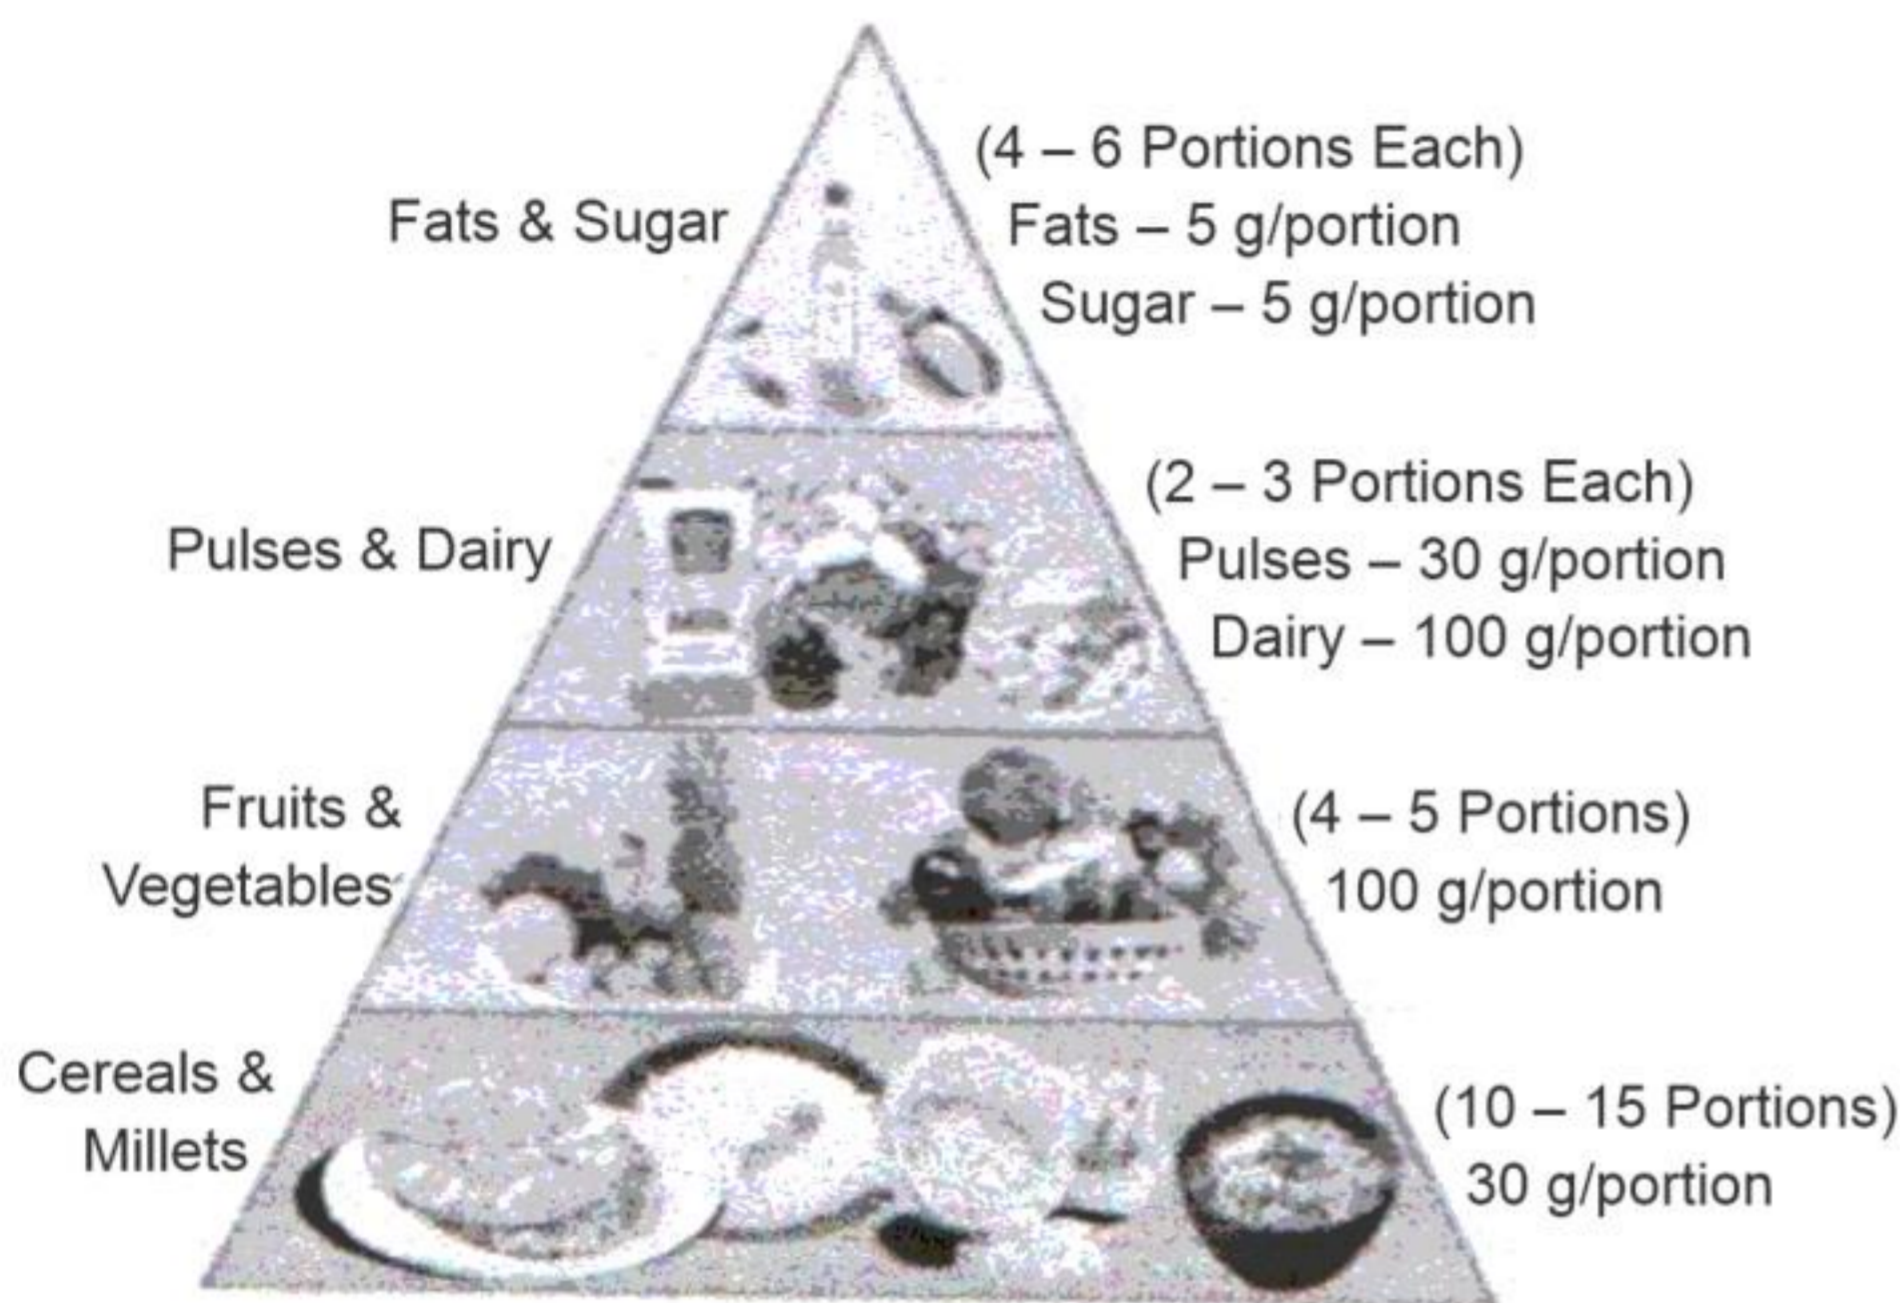 (4 – 6 Portions Each)
Fats & Sugar
Fats – 5 g/portion
Sugar – 5 g/portion
(2 – 3 Portions Each)
Pulses & Dairy
Pulses – 30 g/portion
Dairy – 100 g/portion
Fruits &
Vegetables
(4 – 5 Portions)
100 g/portion
Cereals &
Millets
(10 – 15 Portions)
30 g/portion